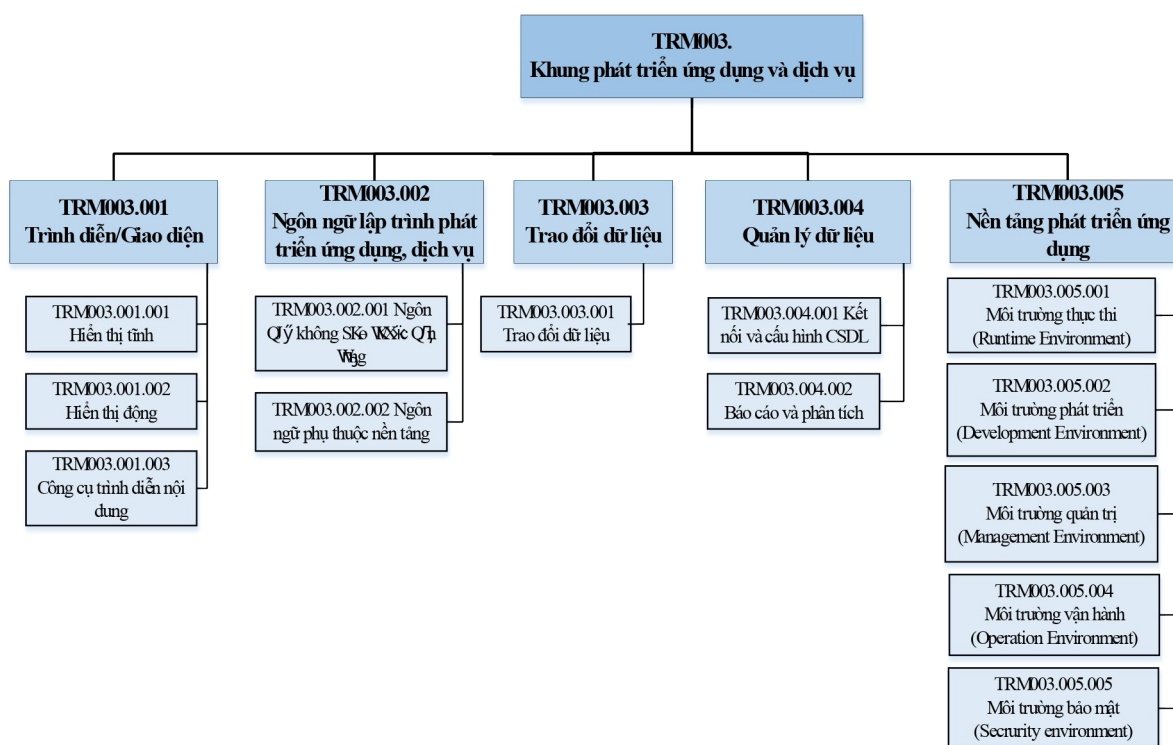 TRM003.
Khung phát triển ứng dụng và dịch vụ
TRM003.001
Trình diễn/Giao diện
TRM003.001.001
Hiển thị tĩnh
TRM003.001.002
Hiển thị động
TRM003.001.003
Công cụ trình diễn nội
dung
TRM003.002
Ngôn ngữ lập trình phát
triển ứng dụng, dịch vụ
TRM003.002.001 Ngôn
không
TRM003.002.002 Ngôn
ngữ phụ thuộc nền tảng
TRM003.003
Trao đổi dữ liệu
TRM003.003.001
Trao đổi dữ liệu
TRM003.004
Quản lý dữ liệu
TRM003.004.001 Kết
nối và cấu hình CSDL
TRM003.004.002
Báo cáo và phân tích
TRM003.005
Nền tảng phát triển ứng
dụng
TRM003.005.001
Môi trường thực thi
(Runtime Environment)
TRM003.005.002
Môi trường phát triển
(Development Environment)
TRM003.005.003
Môi trường quản trị
(Management Environment)
TRM003.005.004
Môi trường vận hành
(Operation Environment)
TRM003.005.005
Môi trường bảo mật
(Secrurity environment)